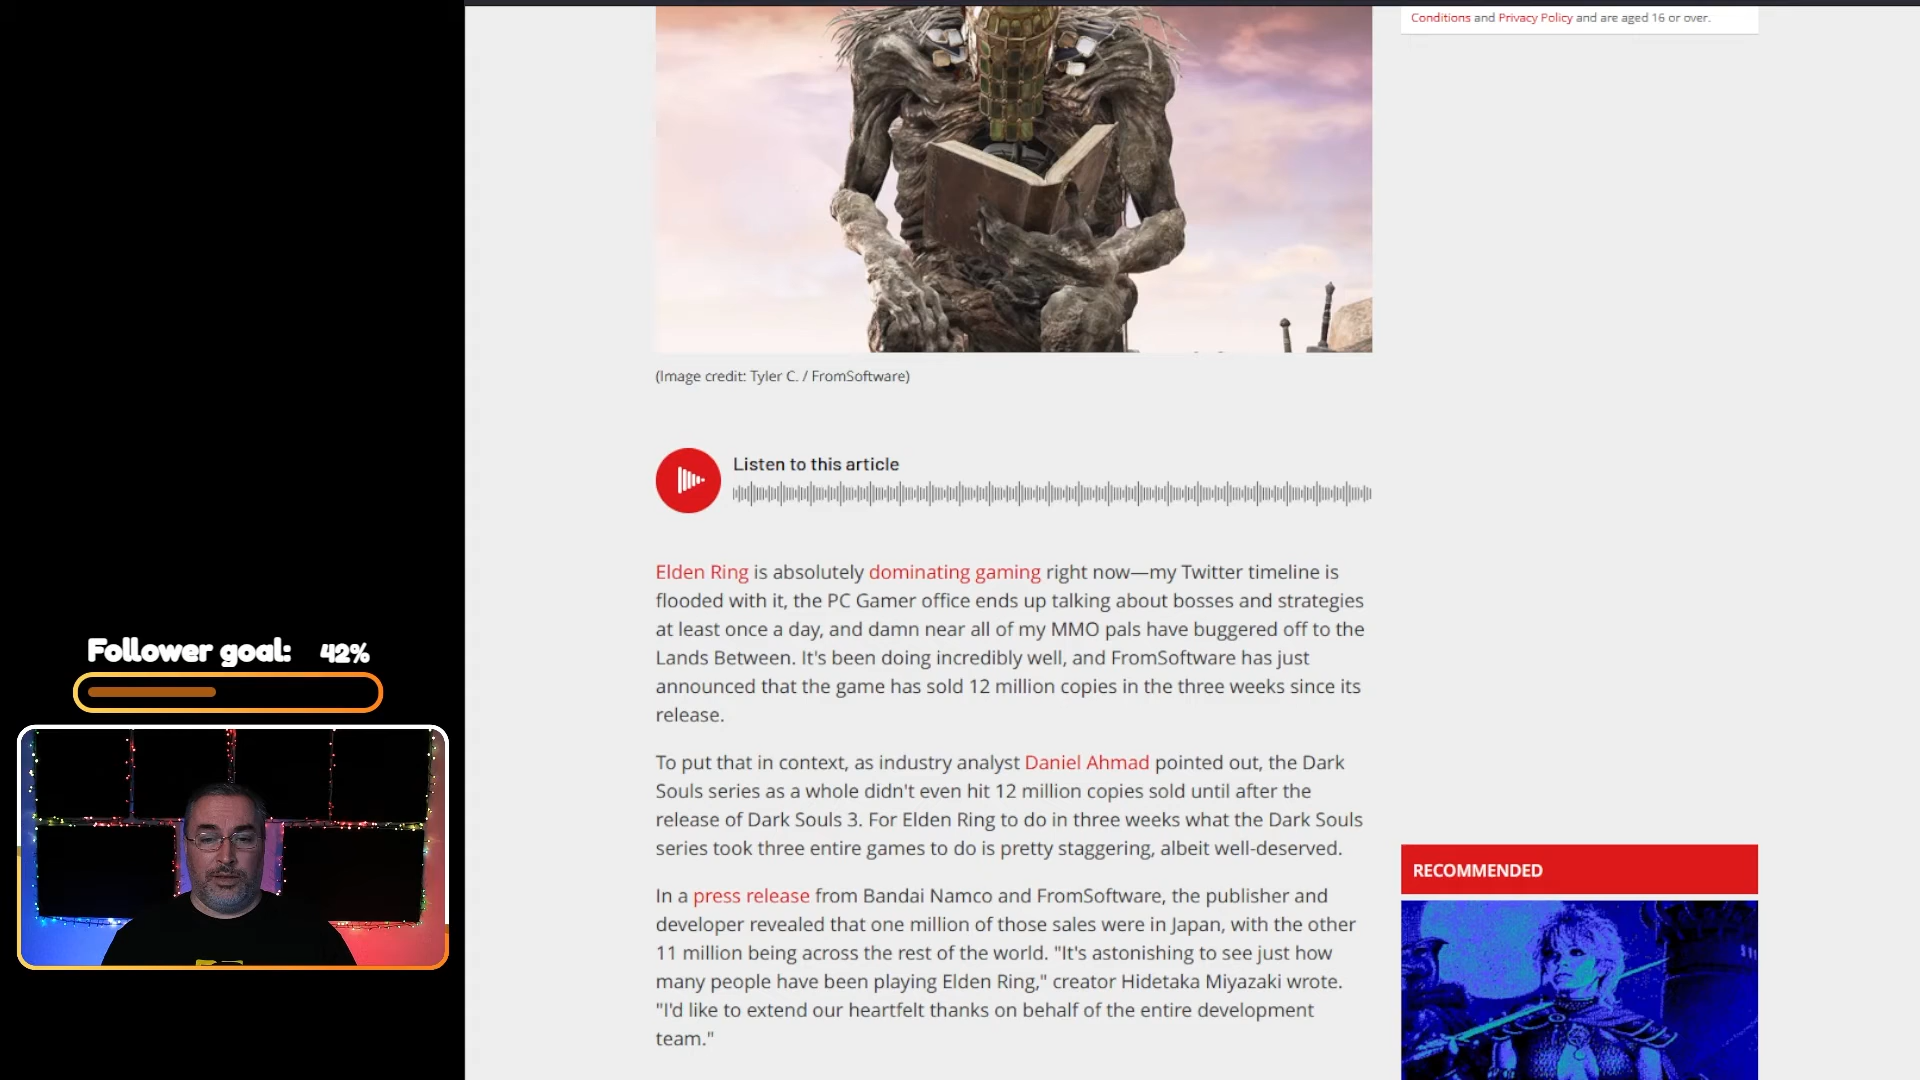 Conditions and Privacy Policy and are aged 16 or over.
(Image credit: Tyler C. / FromSoftware)
Listen to this article
Elden Ring is absolutely dominating gaming right now—my Twitter timeline is
flooded with it, the PC Gamer office ends up talking about bosses and strategies
at least once a day, and damn near all of my MMO pals have buggered off to the
Lands Between. It's been doing incredibly well, and FromSoftware has just
announced that the game has sold 12 million copies in the three weeks since its
release.
To put that in context, as industry analyst Daniel Ahmad pointed out, the Dark
Souls series as a whole didn't even hit 12 million copies sold until after the
release of Dark Souls 3. For Elden Ring to do in three weeks what the Dark Souls
series took three entire games to do is pretty staggering, albeit well-deserved.
In a press release from Bandai Namco and FromSoftware, the publisher and
developer revealed that one million of those sales were in Japan, with the other
11 million being across the rest of the world. "It's astonishing to see just how
many people have been playing Elden Ring," creator Hidetaka Miyazaki wrote.
"I'd like to extend our heartfelt thanks on behalf of the entire development
team."
RECOMMENDED
Follower goal: 42%